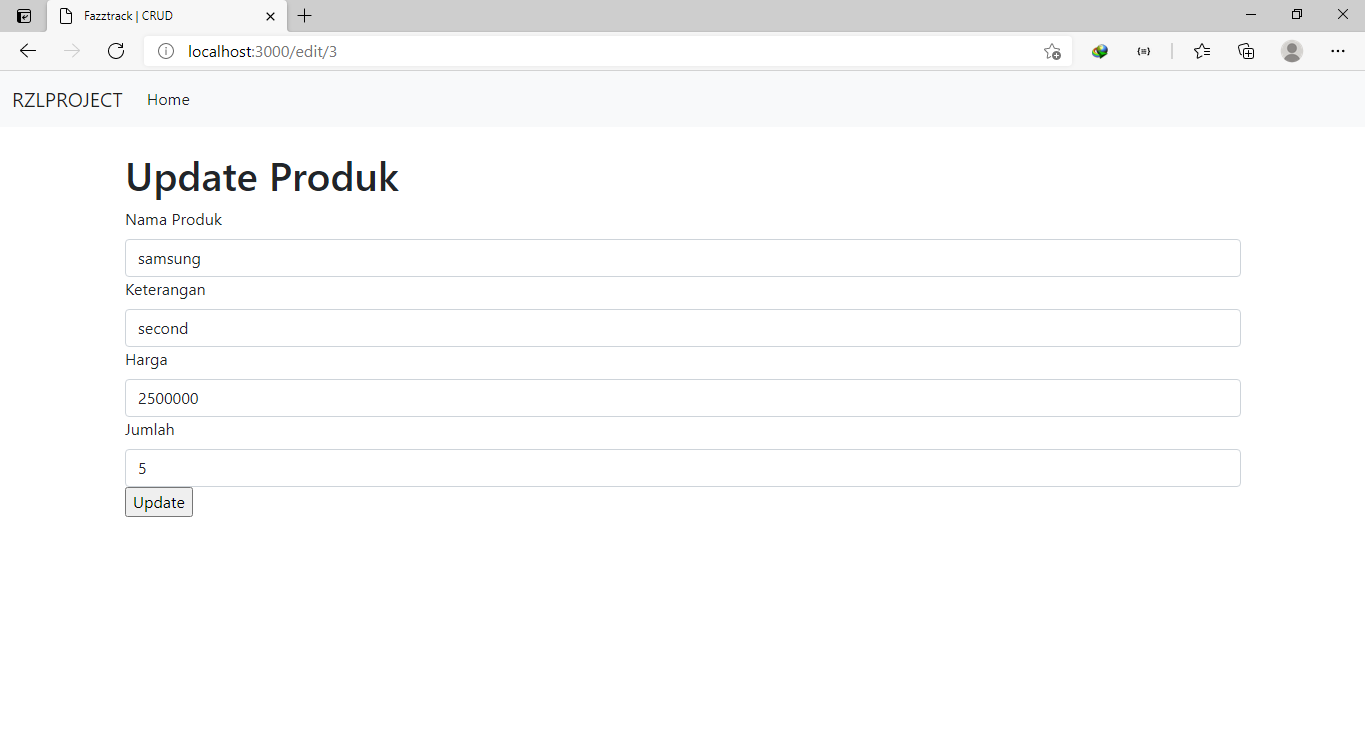 Fazztrack | CRUD
localhost:3000/edit/3
RZLPROJECT Home
Update Produk
Nama Produk
samsung
Keterangan
second
Harga
2500000
Jumlah
5
Update